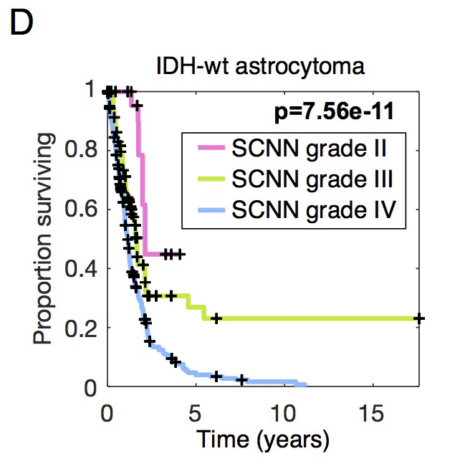 D
IDH-wt astrocytoma
p=7.56e-11
SCNN grade II
SCNN grade III
SCNN grade IV
Proportion surviving
1
0.8
0.6
0.4
0.2
0
0 5 10 15
Time (years)